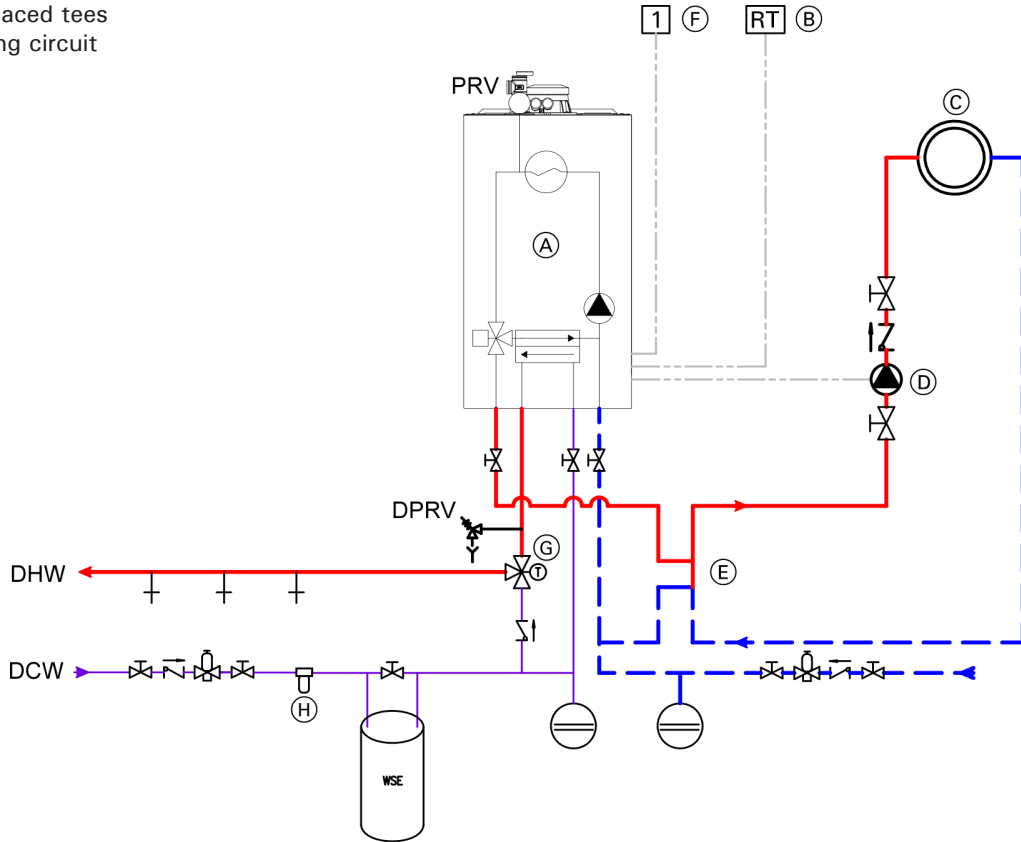 aced tees
ng circuit
1 F
RT B
PRV
C
A
D
DPRV
G
T
DHW
E
DCW
H
WSE